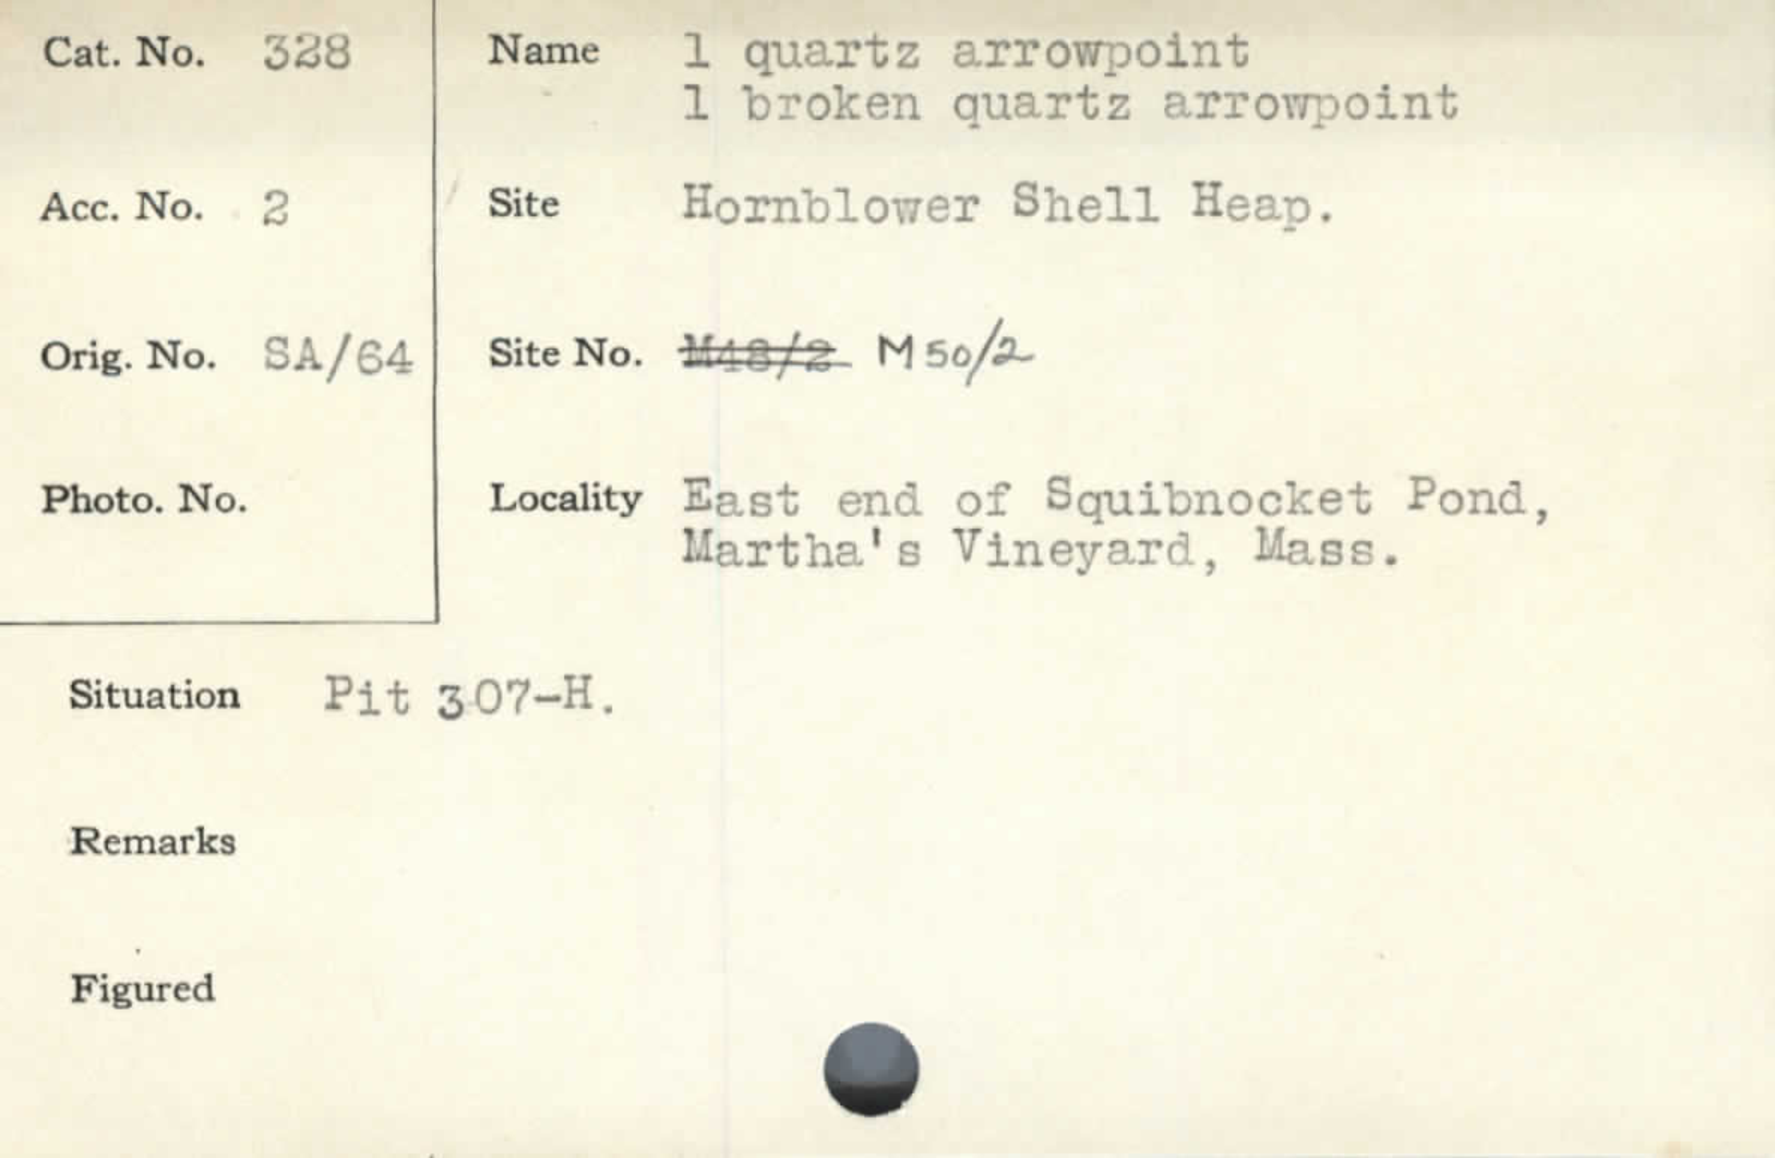 Cat. No. 328
Name 1 quartz arrowpoint
1 broken quartz arrowpoint
Acc. No. 2
Site Hornblower Shell Heap.
Orig. No. SA/64
Site No. M48/2 M50/2
Photo. No.
Locality East end of Squibnocket Pond,
Martha's Vineyard, Mass.
Situation Pit 307-H.
Remarks
Figured